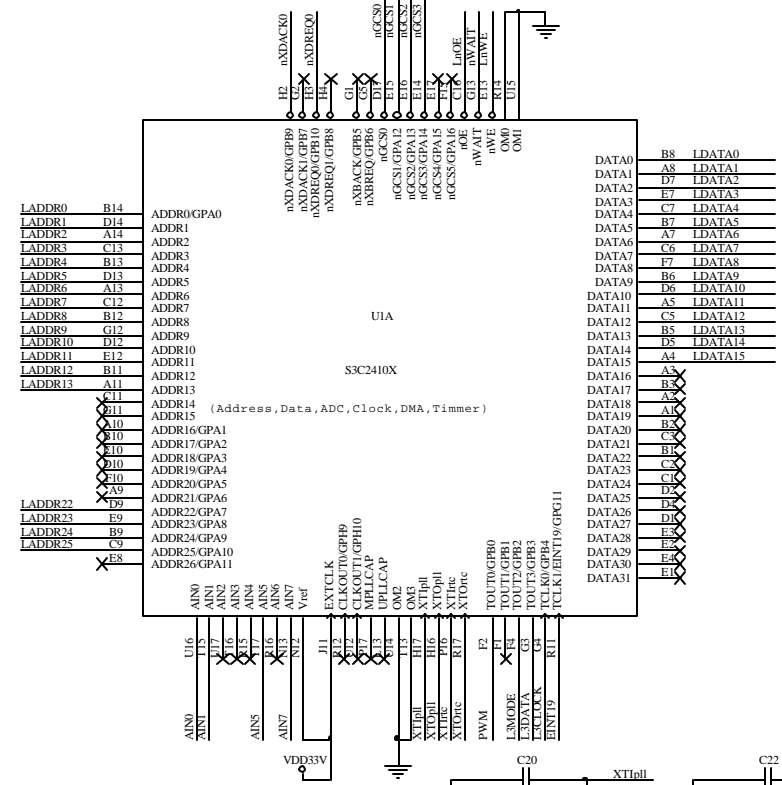 nXDACK0
nXDREQ0
nGCS0
nGCS1
nGCS2
nGCS3
LnOE
nWAIT
LnWE
H2
G2
H3
H4
G1
G5
D17
E15
E16
E14
E17
F15
C16
G13
E13
R14
U15
nXDACK0/GPB9
nXDACK1/GPB7
nXDREQ0/GPB10
nXDREQ1/GPB8
nXBACK/GPB5
nXBREQ/GPB6
nGCS0
nGCS1/GPA12
nGCS2/GPA13
nGCS3/GPA14
nGCS4/GPA15
nGCS5/GPA16
nOE
nWAIT
nWE
OM0
OM1
LADDR0 B14 ADDR0/GPA0
LADDR1 D14 ADDR1
LADDR2 A14 ADDR2
LADDR3 C13 ADDR3
LADDR4 B13 ADDR4
LADDR5 D13 ADDR5
LADDR6 A13 ADDR6
LADDR7 C12 ADDR7
LADDR8 B12 ADDR8
LADDR9 G12 ADDR9
LADDR10 D12 ADDR10
LADDR11 E12 ADDR11
LADDR12 B11 ADDR12
LADDR13 A11 ADDR13
C11 ADDR14
G11 ADDR15
A10 ADDR16/GPA1
B10 ADDR17/GPA2
E10 ADDR18/GPA3
D10 ADDR19/GPA4
F10 ADDR20/GPA5
A9 ADDR21/GPA6
LADDR22 D9 ADDR22/GPA7
LADDR23 E9 ADDR23/GPA8
LADDR24 B9 ADDR24/GPA9
LADDR25 C9 ADDR25/GPA10
E8 ADDR26/GPA11
U1A
S3C2410X
(Address,Data,ADC,Clock,DMA,Timmer)
DATA0 B8 LDATA0
DATA1 A8 LDATA1
DATA2 D7 LDATA2
DATA3 E7 LDATA3
DATA4 C7 LDATA4
DATA5 B7 LDATA5
DATA6 A7 LDATA6
DATA7 C6 LDATA7
DATA8 F7 LDATA8
DATA9 B6 LDATA9
DATA10 D6 LDATA10
DATA11 A5 LDATA11
DATA12 C5 LDATA12
DATA13 B5 LDATA13
DATA14 D5 LDATA14
DATA15 A4 LDATA15
DATA16 A3
DATA17 B3
DATA18 A2
DATA19 A1
DATA20 B2
DATA21 C3
DATA22 B1
DATA23 C2
DATA24 C1
DATA25 D2
DATA26 D4
DATA27 D1
DATA28 E3
DATA29 E2
DATA30 E4
DATA31 E1
AIN0
AIN1
AIN2
AIN3
AIN4
AIN5
AIN6
AIN7
Vref
EXTCLK
CLKOUT0/GPH9
CLKOUT1/GPH10
MPLLCAP
UPLLCAP
OM2
OM3
XTIpll
XTOpll
XTIrtc
XTOrtc
TOUT0/GPB0
TOUT1/GPB1
TOUT2/GPB2
TOUT3/GPB3
TCLK0/GPB4
TCLK1/EINT19/GPG11
U16
T15
U17
R15
T17
R16
N13
N12
J11
R12
U12
P17
U14
T13
H17
H16
P16
R17
F2
F1
F4
G3
G4
R11
AIN0
AIN1
AIN5
AIN7
XTIpll
XTOpll
XTIrtc
XTOrtc
PWM
L3MODE
L3DATA
L3CLOCK
EINT19
VDD33V
C20
XTIpll
C22